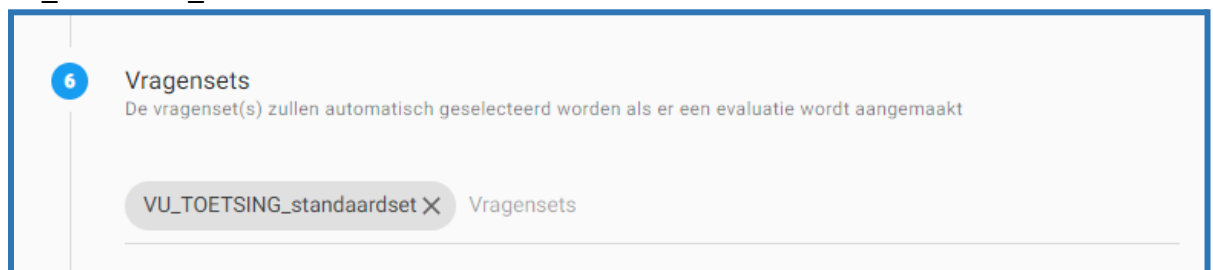 6
Vragensets
De vragenset(s) zullen automatisch geselecteerd worden als er een evaluatie wordt aangemaakt
VU_TOETSING_standaardset Vragensets